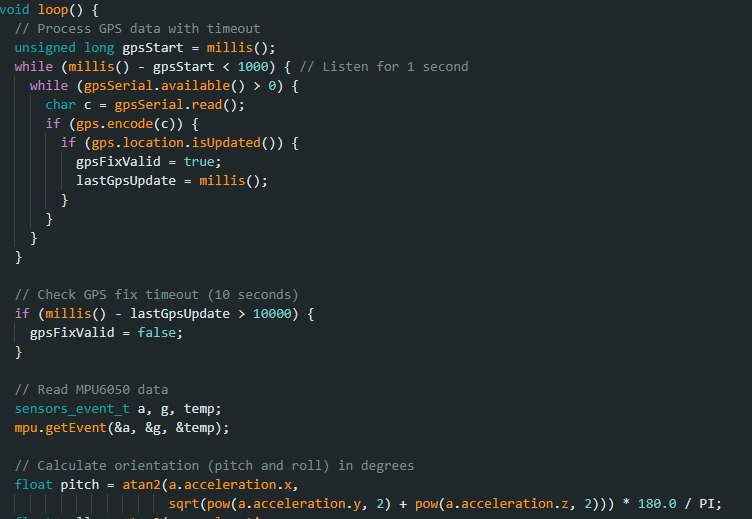 void loop() {
// Process GPS data with timeout
unsigned long gpsStart = millis();
while (millis() - gpsStart < 1000) { // Listen for 1 second
while (gpsSerial.available() > 0) {
char c = gpsSerial.read();
if (gps.encode(c)) {
if (gps.location.isUpdated()) {
gpsFixValid = true;
lastGpsUpdate = millis();
}
}
}
}
// Check GPS fix timeout (10 seconds)
if (millis() - lastGpsUpdate > 10000) {
gpsFixValid = false;
}
// Read MPU6050 data
sensors_event_t a, g, temp;
mpu.getEvent(&a, &g, &temp);
// Calculate orientation (pitch and roll) in degrees
float pitch = atan2(a.acceleration.x,
sqrt(pow(a.acceleration.y, 2) + pow(a.acceleration.z, 2))) * 180.0 / PI;